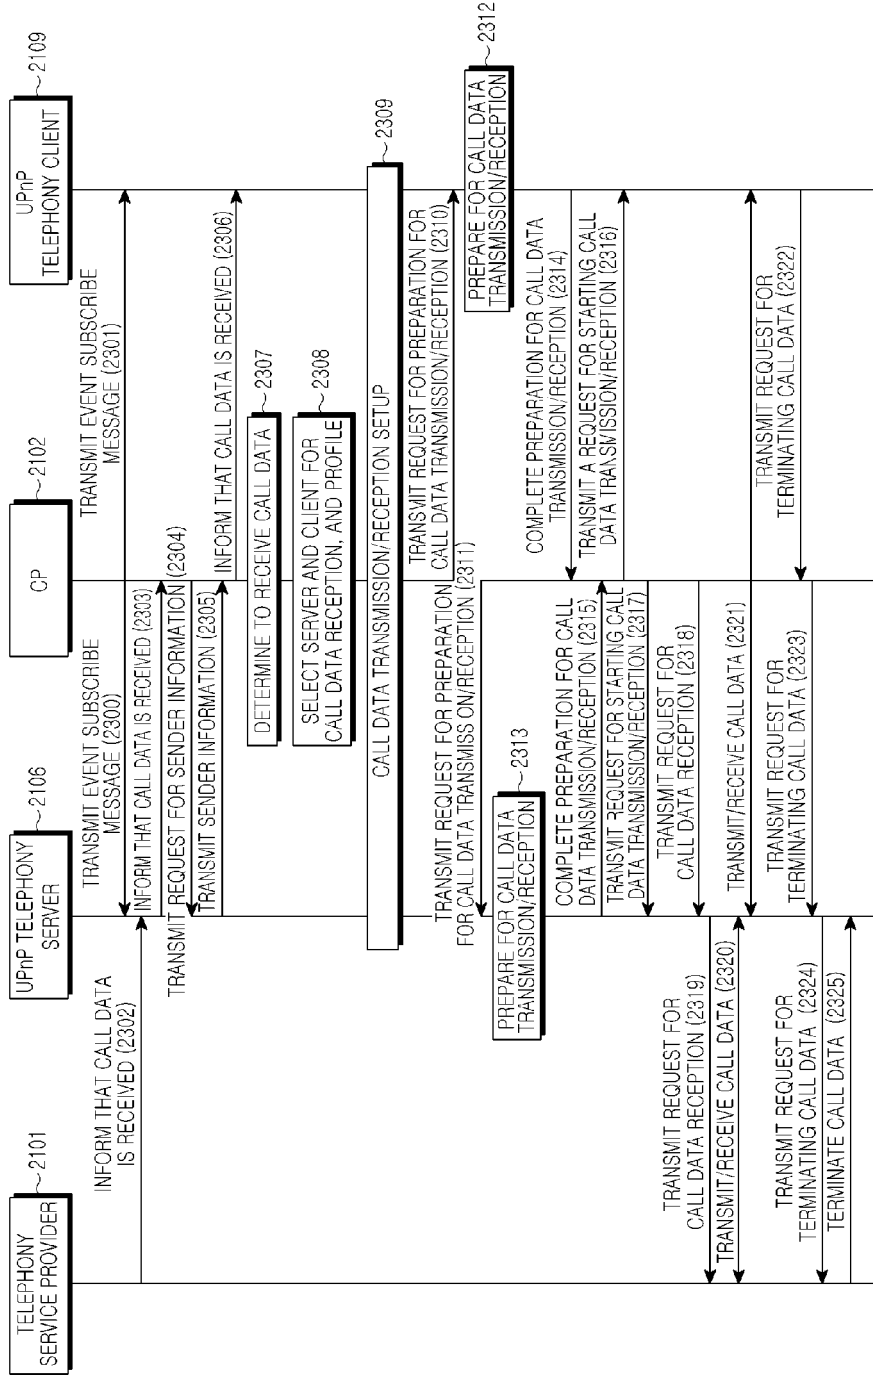 TELEPHONY
SERVICE PROVIDER
2101
UPnP TELEPHONY
SERVER
2106
CP
2102
UPnP
TELEPHONY CLIENT
2109
TRANSMIT EVENT SUBSCRIBE
MESSAGE (2300)
TRANSMIT EVENT SUBSCRIBE
MESSAGE (2301)
INFORM THAT CALL DATA
IS RECEIVED (2302)
INFORM THAT CALL DATA IS RECEIVED (2303)
TRANSMIT REQUEST FOR SENDER INFORMATION (2304)
TRANSMIT SENDER INFORMATION (2305)
INFORM THAT CALL DATA IS RECEIVED (2306)
DETERMINE TO RECEIVE CALL DATA
2307
SELECT SERVER AND CLIENT FOR
CALL DATA RECEPTION, AND PROFILE
2308
CALL DATA TRANSMISSION/RECEPTION SETUP
2309
TRANSMIT REQUEST FOR PREPARATION FOR
CALL DATA TRANSMISSION/RECEPTION (2310)
TRANSMIT REQUEST FOR PREPARATION
FOR CALL DATA TRANSMISS ON/RECEPTION (2311)
PREPARE FOR CALL DATA
TRANSMISSION/RECEPTION
2312
PREPARE FOR CALL DATA
TRANSMISSION/RECEPTION
2313
COMPLETE PREPARATION FOR CALL DATA
TRANSMISSION/RECEPTION (2314)
COMPLETE PREPARATION FOR CALL
DATA TRANSMISSION/RECEPTION (2315)
TRANSMIT A REQUEST FOR STARTING CALL
DATA TRANSMISSION/RECEPTION (2316)
TRANSMIT REQUEST FOR STARTING CALL
DATA TRANSMISSION/RECEPTION (2317)
TRANSMIT REQUEST FOR
CALL DATA RECEPTION (2318)
TRANSMIT REQUEST FOR
CALL DATA RECEPTION (2319)
TRANSMIT/RECEIVE CALL DATA (2320)
TRANSMIT/RECEIVE CALL DATA (2321)
TRANSMIT REQUEST FOR
TERMINATING CALL DATA (2322)
TRANSMIT REQUEST FOR
TERMINATING CALL DATA (2323)
TRANSMIT REQUEST FOR
TERMINATING CALL DATA (2324)
TERMINATE CALL DATA (2325)